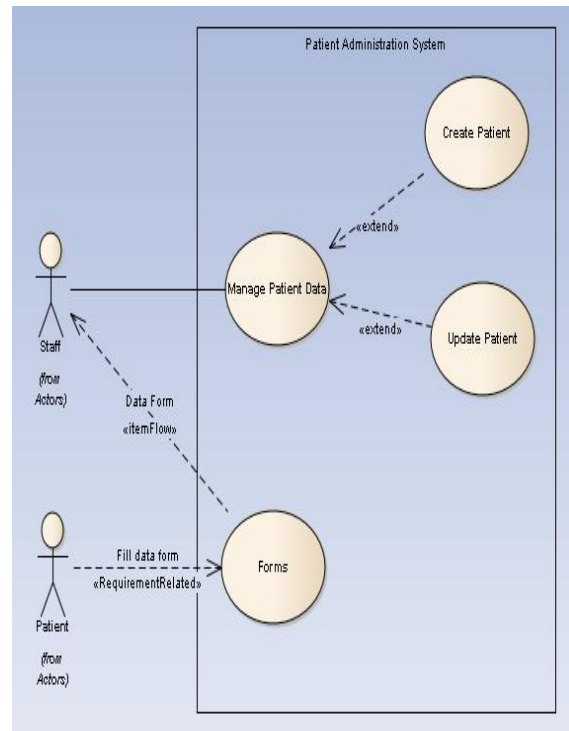 Patient Administration System
Create Patient
«extend»
Manage Patient Data
«extend»
Update Patient
Staff
(from
Actors)
Data Form
«itemFlow»
Fill data form
«RequirementRelated»
Forms
Patient
(from
Actors)